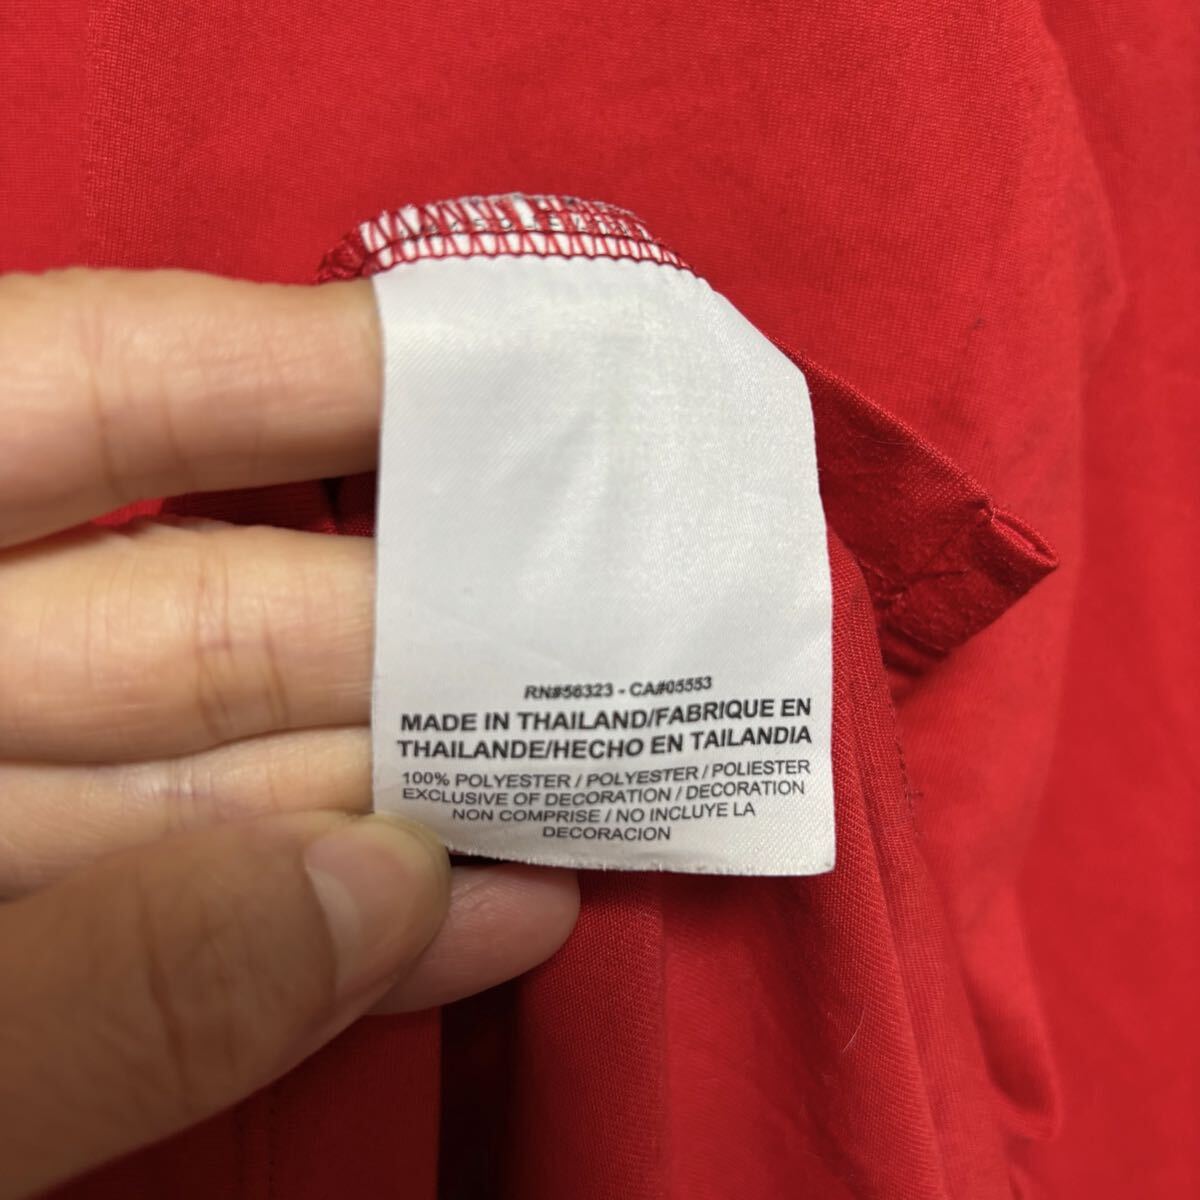 RN#56323 - CA#05553
MADE IN THAILAND/FABRIQUE EN
THAILANDE/HECHO EN TAILANDIA
100% POLYESTER / POLYESTER / POLIESTER
EXCLUSIVE OF DECORATION / DECORATION
NON COMPRISE / NO INCLUYE LA
DECORACION